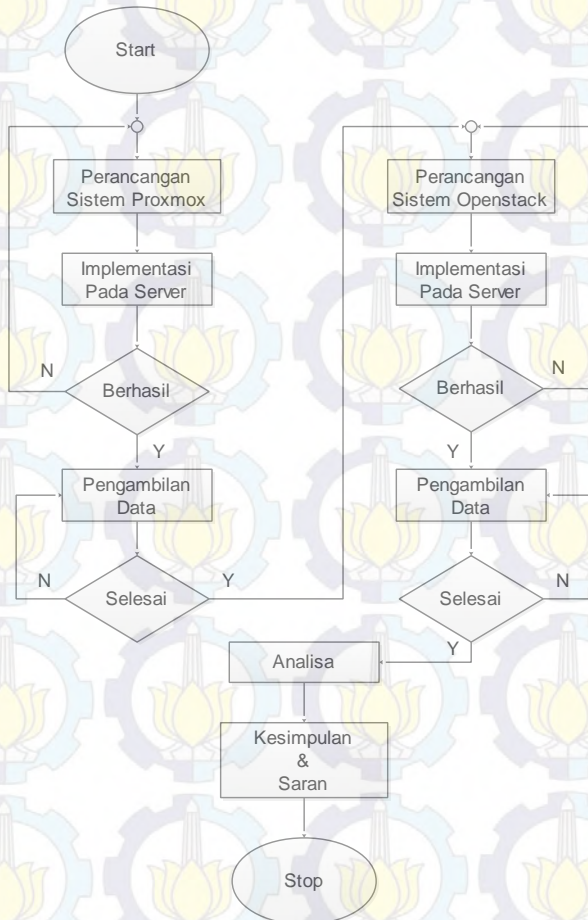 Start
Perancangan
Sistem Proxmox
Implementasi
Pada Server
Berhasil
N
Y
Pengambilan
Data
Selesai
N
Y
Perancangan
Sistem Openstack
Implementasi
Pada Server
Berhasil
N
Y
Pengambilan
Data
Selesai
N
Y
Analisa
Kesimpulan
&
Saran
Stop